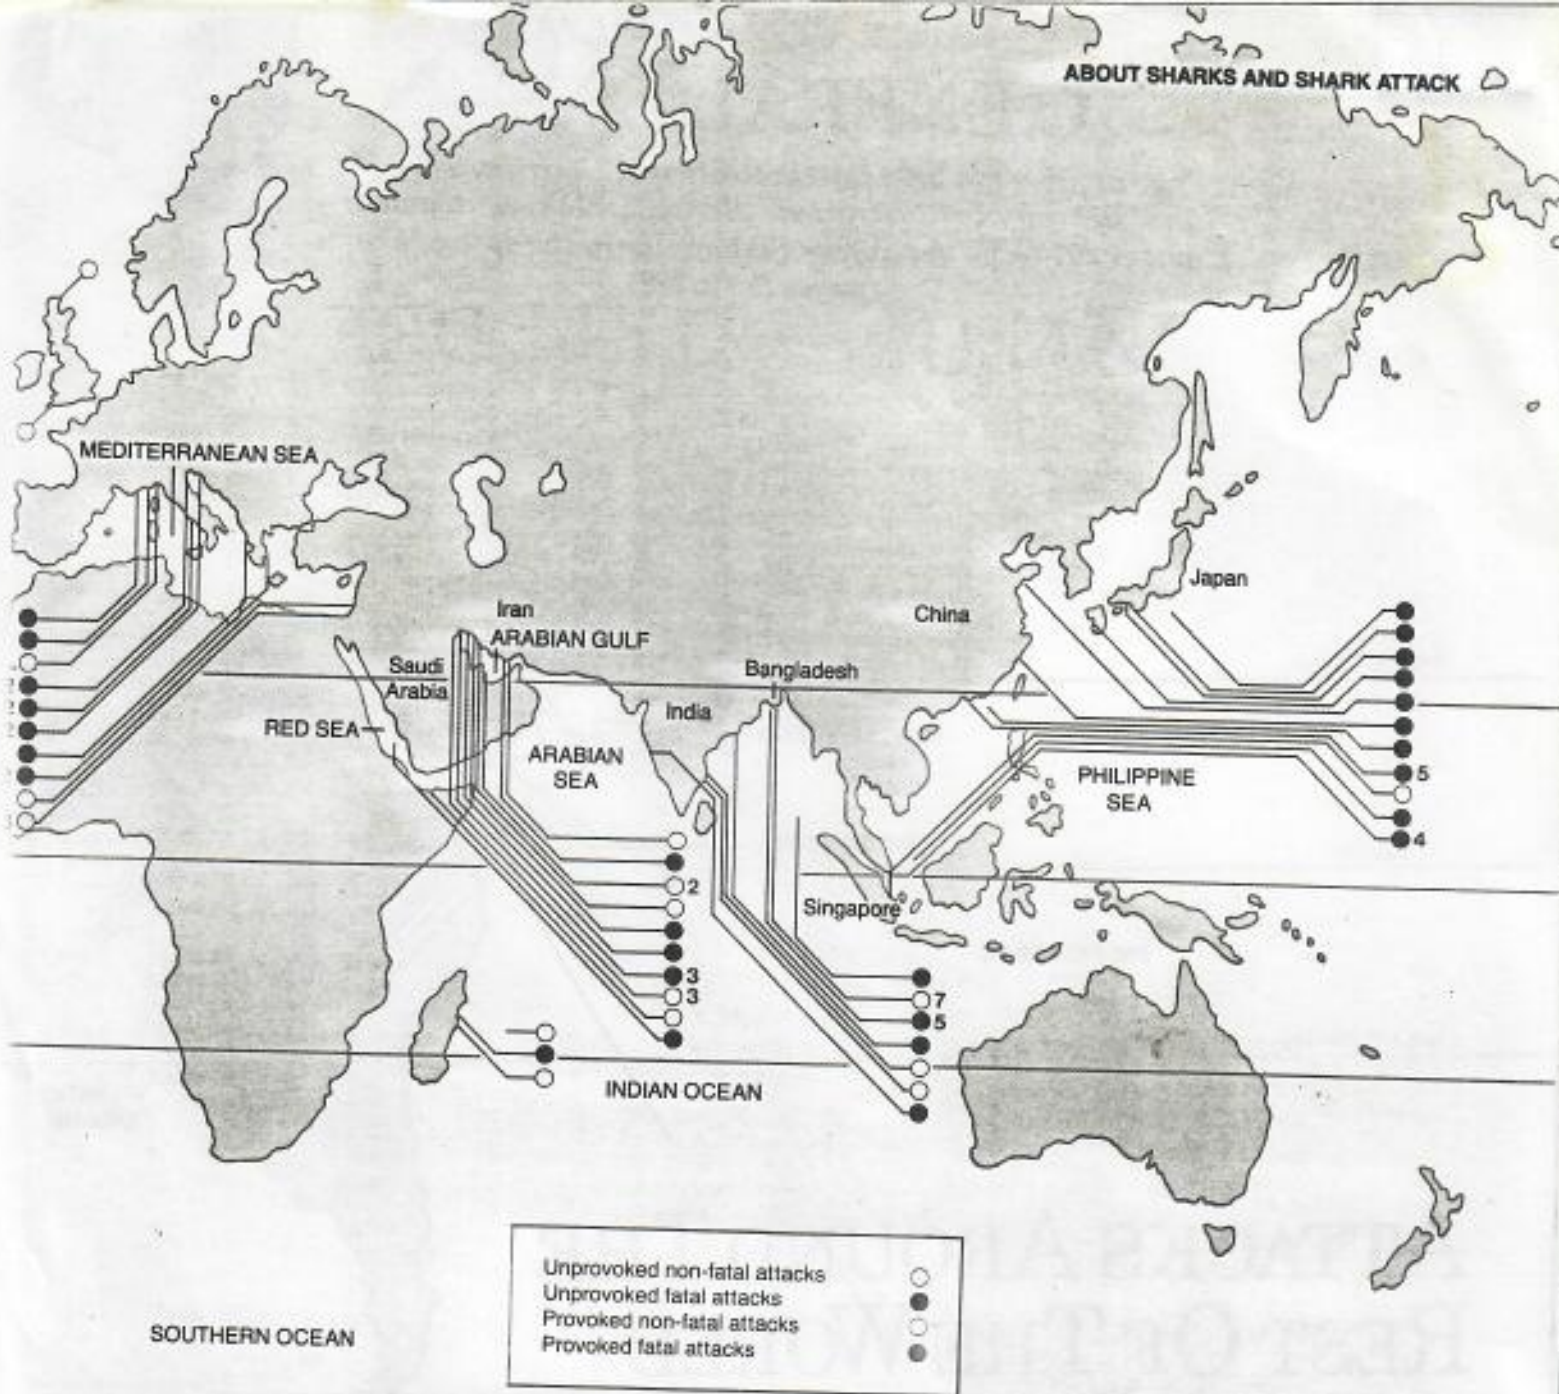 ABOUT SHARKS AND SHARK ATTACK
MEDITERRANEAN SEA
Japan
China
Iran
ARABIAN GULF
Saudi
Arabia
Bangladesh
India
RED SEA
ARABIAN
SEA
PHILIPPINE
SEA
5
4
2
Singapore
3
3
7
5
INDIAN OCEAN
Unprovoked non-fatal attacks
Unprovoked fatal attacks
Provoked non-fatal attacks
Provoked fatal attacks
SOUTHERN OCEAN